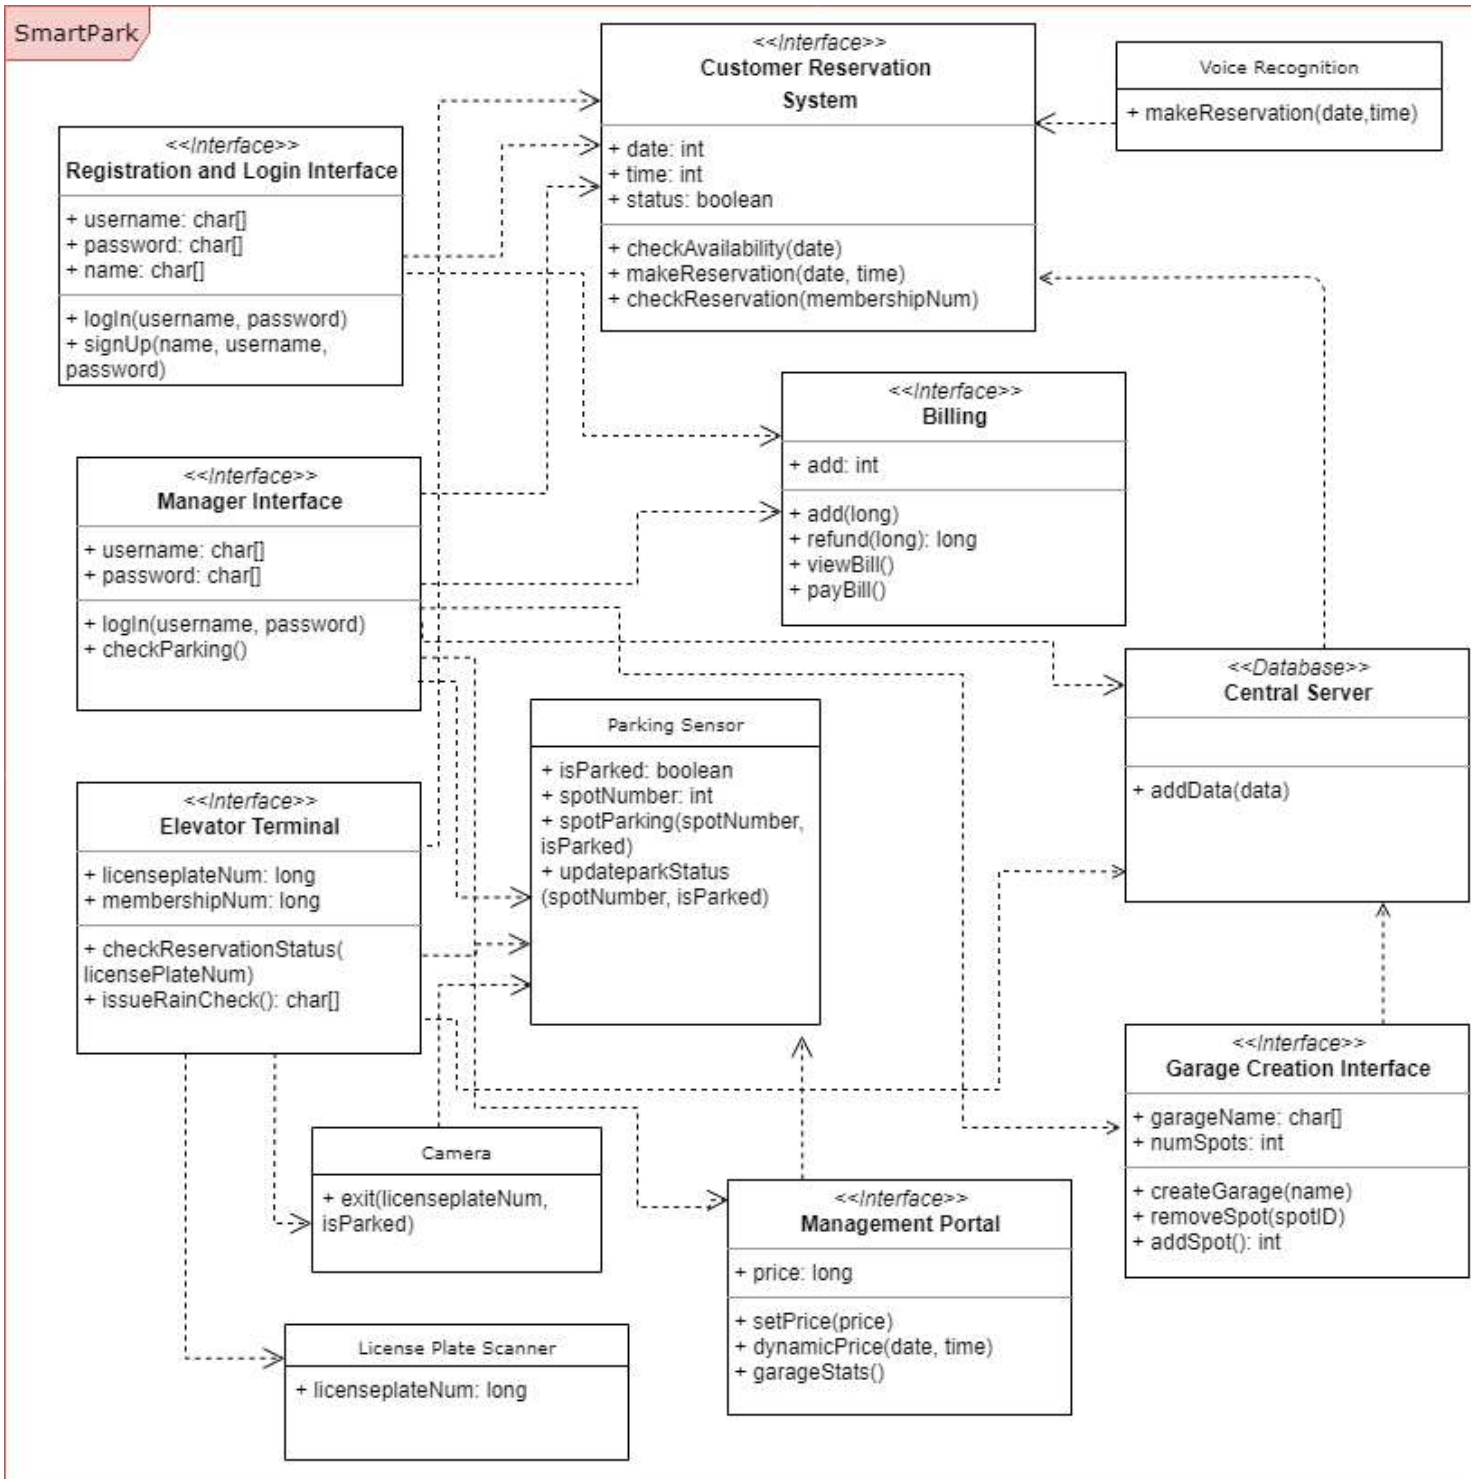 SmartPark
<<Interface>>
Customer Reservation
System
+ date: int
+ time: int
+ status: boolean
+ checkAvailability(date)
+ makeReservation(date, time)
+ checkReservation(membershipNum)
Voice Recognition
+ makeReservation(date,time)
<<Interface>>
Registration and Login Interface
+ username: char[]
+ password: char[]
+ name: char[]
+ logIn(username, password)
+ signUp(name, username,
password)
<<Interface>>
Billing
+ add: int
+ add(long)
+ refund(long): long
+ viewBill()
+ payBill()
<<Interface>>
Manager Interface
+ username: char[]
+ password: char[]
+ logIn(username, password)
+ checkParking()
<<Database>>
Central Server
+ addData(data)
Parking Sensor
+ isParked: boolean
+ spotNumber: int
+ spotParking(spotNumber,
isParked)
+ updateparkStatus
(spotNumber, isParked)
<<Interface>>
Elevator Terminal
+ licenseplateNum: long
+ membershipNum: long
+ checkReservationStatus(
licensePlateNum)
+ issueRainCheck(): char[]
<<Interface>>
Garage Creation Interface
+ garageName: char[]
+ numSpots: int
+ createGarage(name)
+ removeSpot(spotID)
+ addSpot(): int
Camera
+ exit(licenseplateNum,
isParked)
<<Interface>>
Management Portal
+ price: long
+ setPrice(price)
+ dynamicPrice(date, time)
+ garageStats()
License Plate Scanner
+ licenseplateNum: long